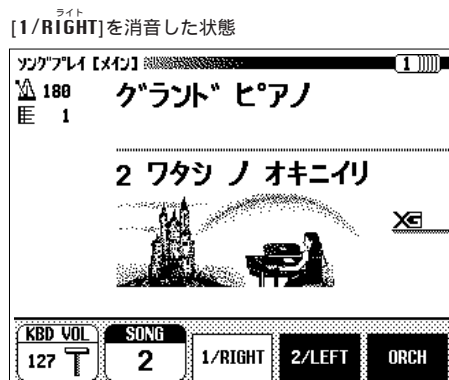 ライト
[1/RIGHT]を消音した状態
ソングプレイ【メイン】
1
180
1
グランド ピアノ
2 ワタシ ノ オキニイリ
XG
KBD VOL
SONG
127
2
1/RIGHT
2/LEFT
ORCH